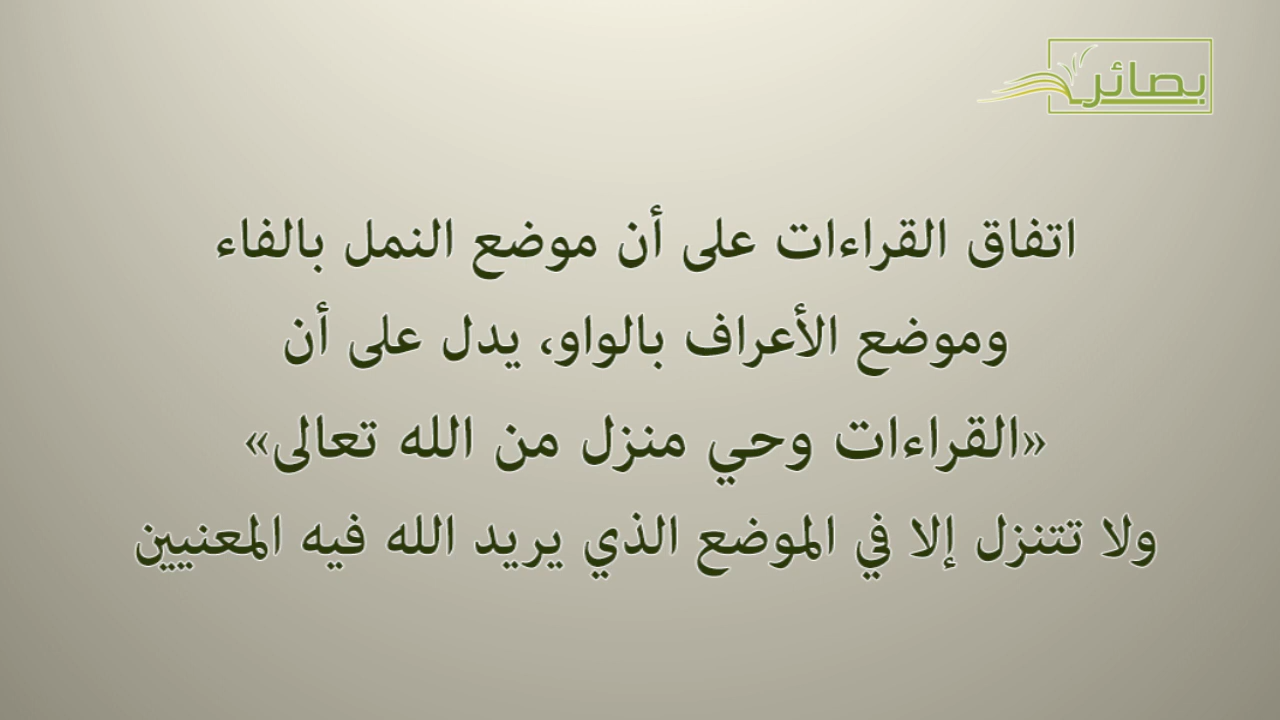 بصائر
اتفاق القراءات على أن موضع النمل بالفاء
وموضع الأعراف بالواو، يدل على أن
«القراءات وحي منزل من الله تعالى»
ولا تتنزل إلا في الموضع الذي يريد الله فيه المعنيين